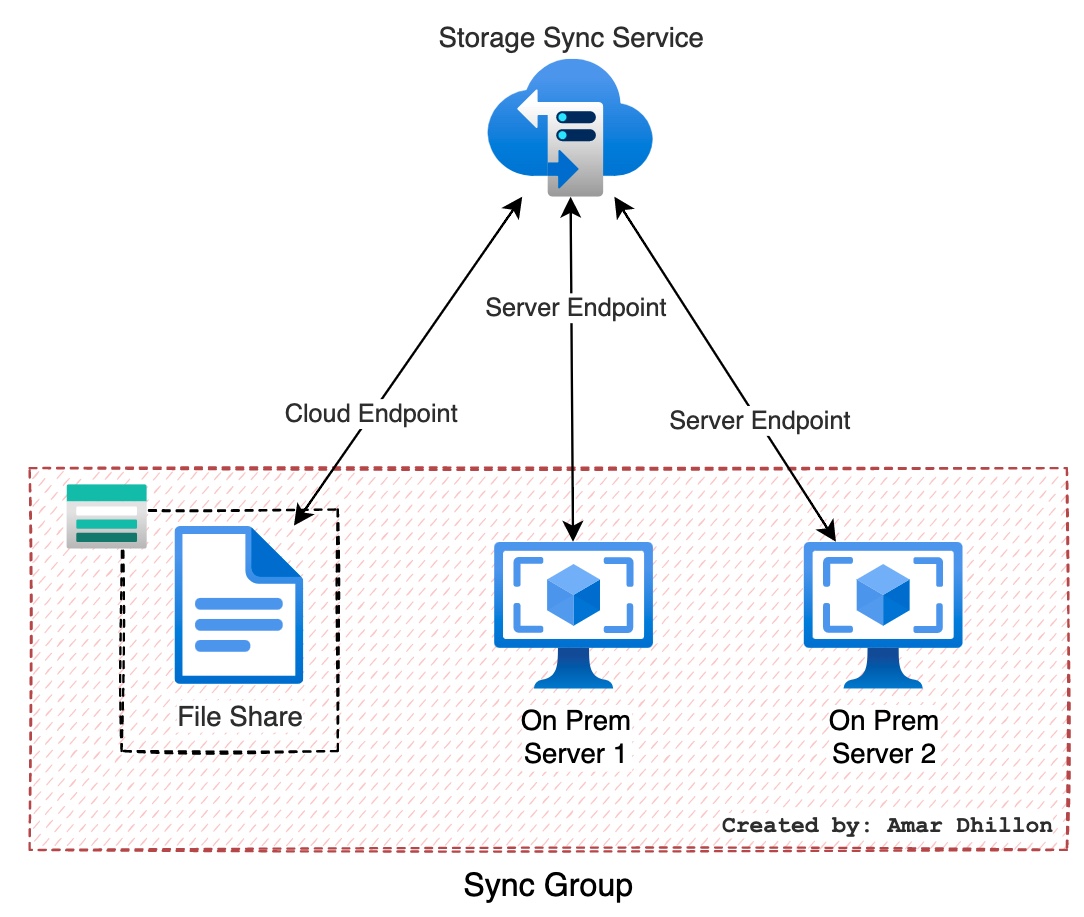 Storage Sync Service
Server Endpoint
Cloud Endpoint
Server Endpoint
File Share
On Prem
Server 1
On Prem
Server 2
Created by: Amar Dhillon
Sync Group